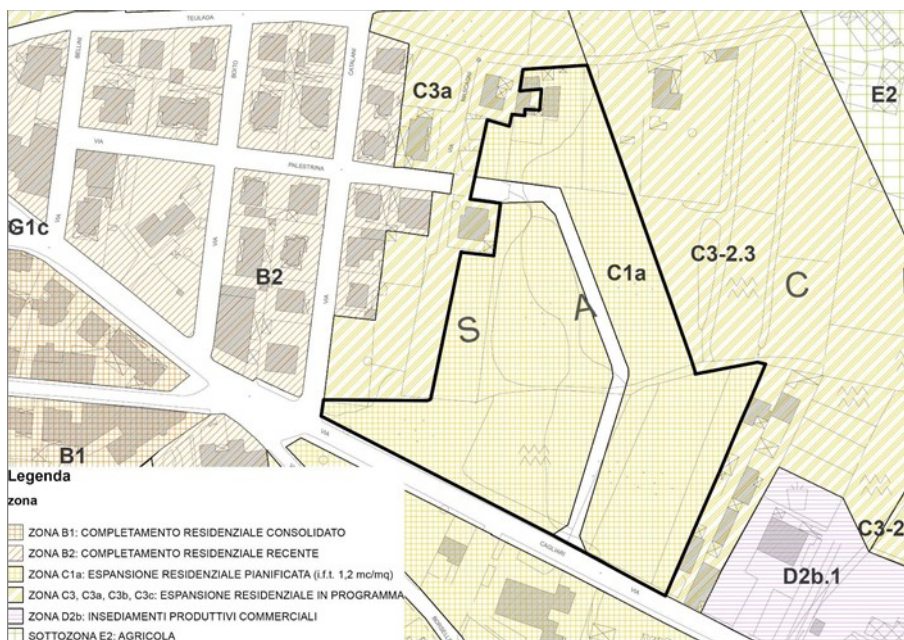 TEULADA
BELLINI
BOITO
CATALANI
C3a
MASCAGNI
E2
VIA
VIA
PALESTRINA
G1c
VIA
VIA
B2
VIA
C1a
C3-2.3
C
S
A
B1
VIA
CAGLIARI
VIA
C3-2
D2b.1
Legenda
zona
ZONA B1: COMPLETAMENTO RESIDENZIALE CONSOLIDATO
ZONA B2: COMPLETAMENTO RESIDENZIALE RECENTE
ZONA C1a: ESPANSIONE RESIDENZIALE PIANIFICATA (i.f.t. 1,2 mc/mq)
ZONA C3, C3a, C3b, C3c: ESPANSIONE RESIDENZIALE IN PROGRAMMA
ZONA D2b: INSEDIAMENTI PRODUTTIVI COMMERCIALI
SOTTOZONA E2: AGRICOLA